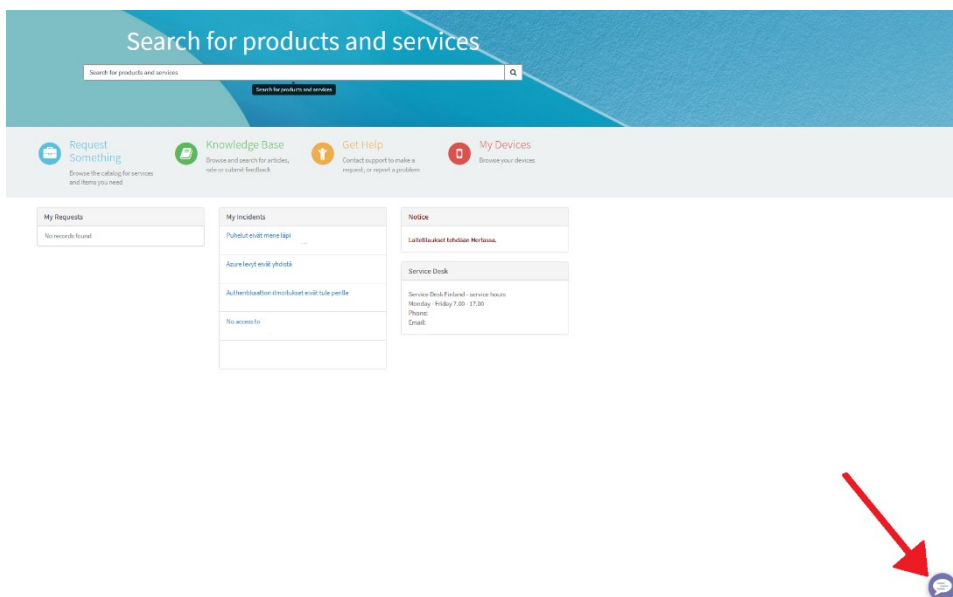 Search for products and services
Search for products and services
Search for products and services
Request
Something
Browse the catalog for services
and items you need
Knowledge Base
Browse and search for articles,
rate or submit feedback
Get Help
Contact support to make a
request, or report a problem
My Devices
Browse your devices
My Requests
No records found
My Incidents
Puhelut eivät mene läpi
...
Azure levyt eivät yhdistä
Authentikaattori ilmoitukset eivät tule perille
No access to
Notice
Laitetilaukset tehdään Hertassa.
Service Desk
Service Desk Finland - service hours
Monday - Friday 7.00 - 17.00
Phone:
Email: